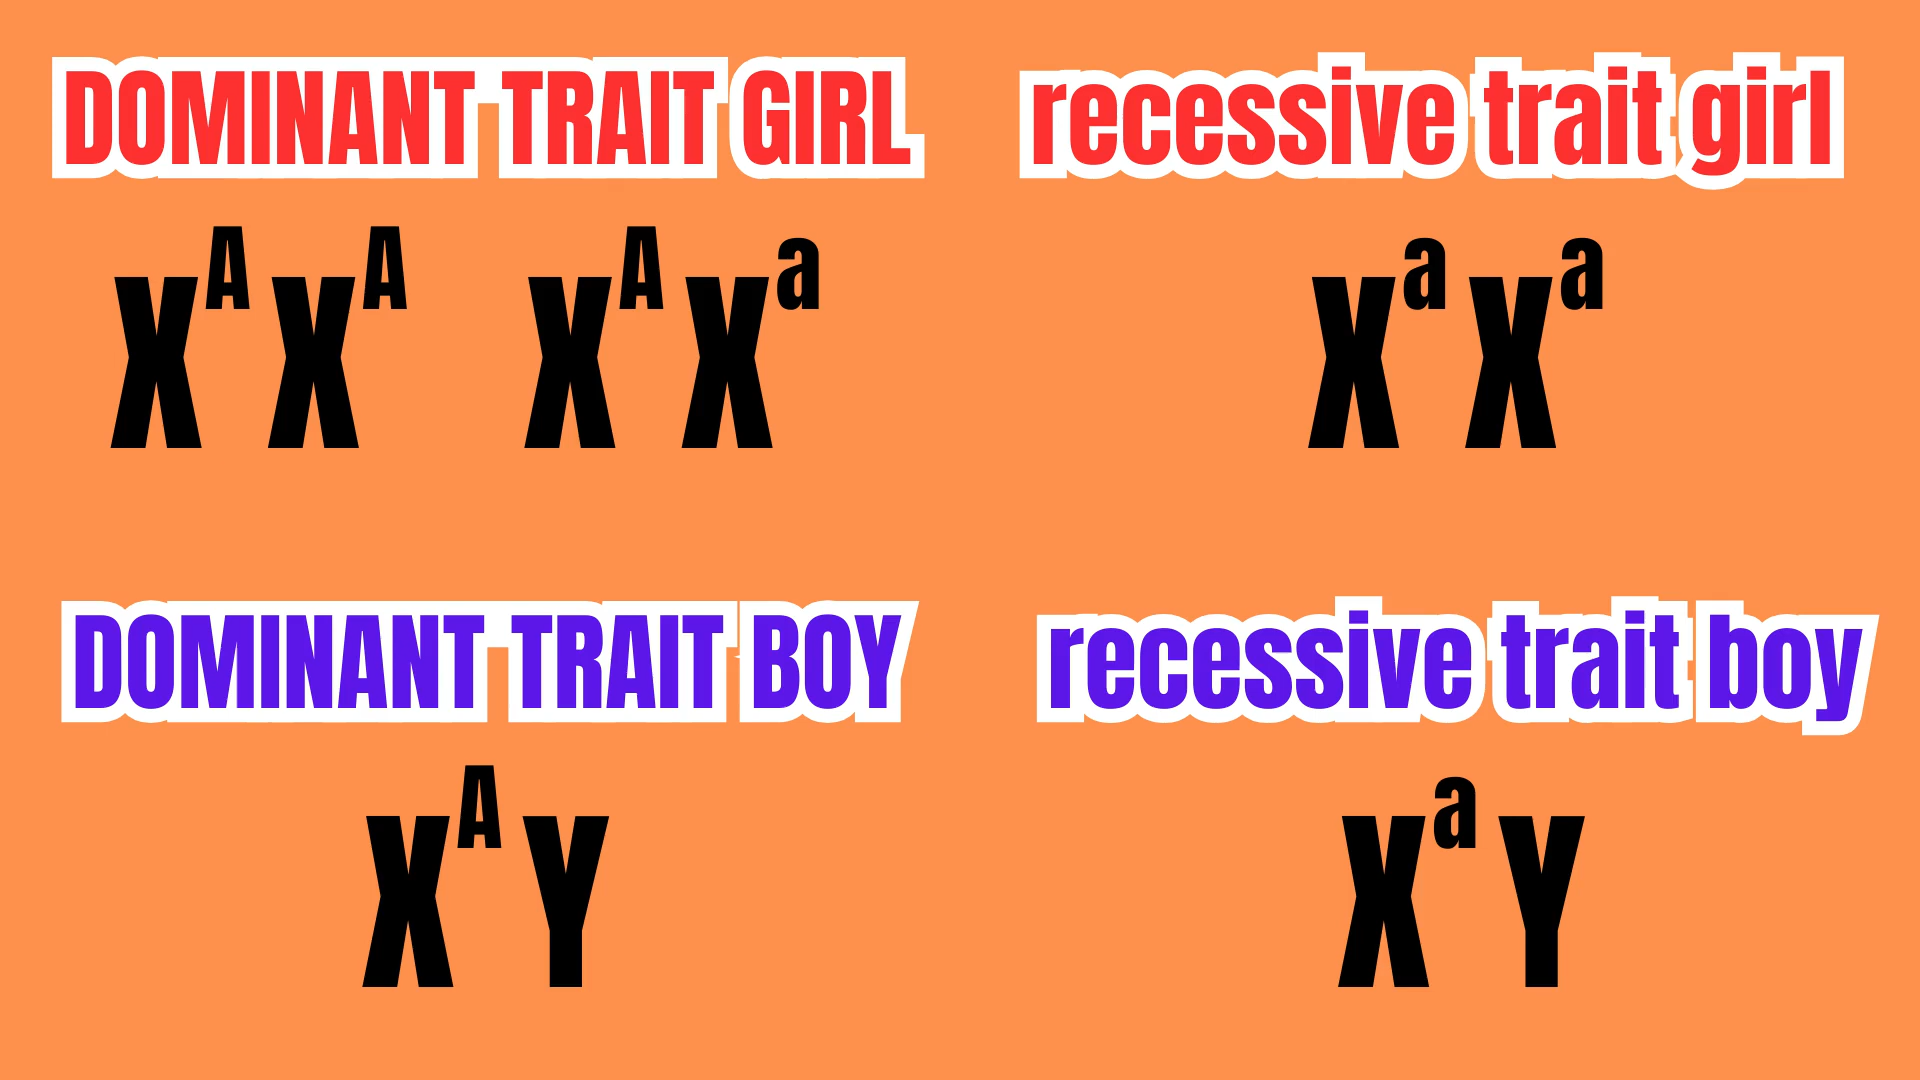 DOMINANT TRAIT GIRL
X^A X^A X^A X^a
recessive trait girl
X^a X^a
DOMINANT TRAIT BOY
X^A Y
recessive trait boy
X^a Y